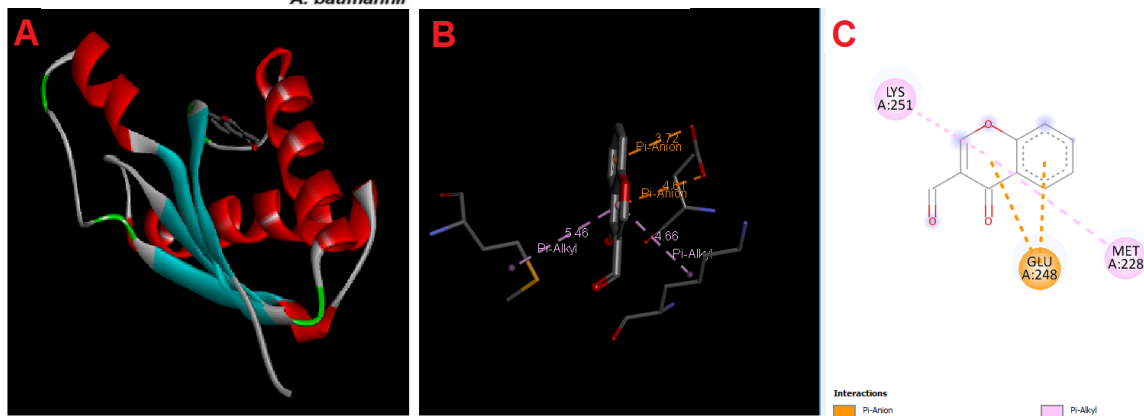 A. baumannii
A
B
C
3.72
Pi-Anion
4.61
Pi-Anion
5.46
Pi-Alkyl
4.66
Pi-Alkyl
LYS
A:251
O
O
O
GLU
A:248
MET
A:228
Interactions
Pi-Anion
Pi-Alkyl